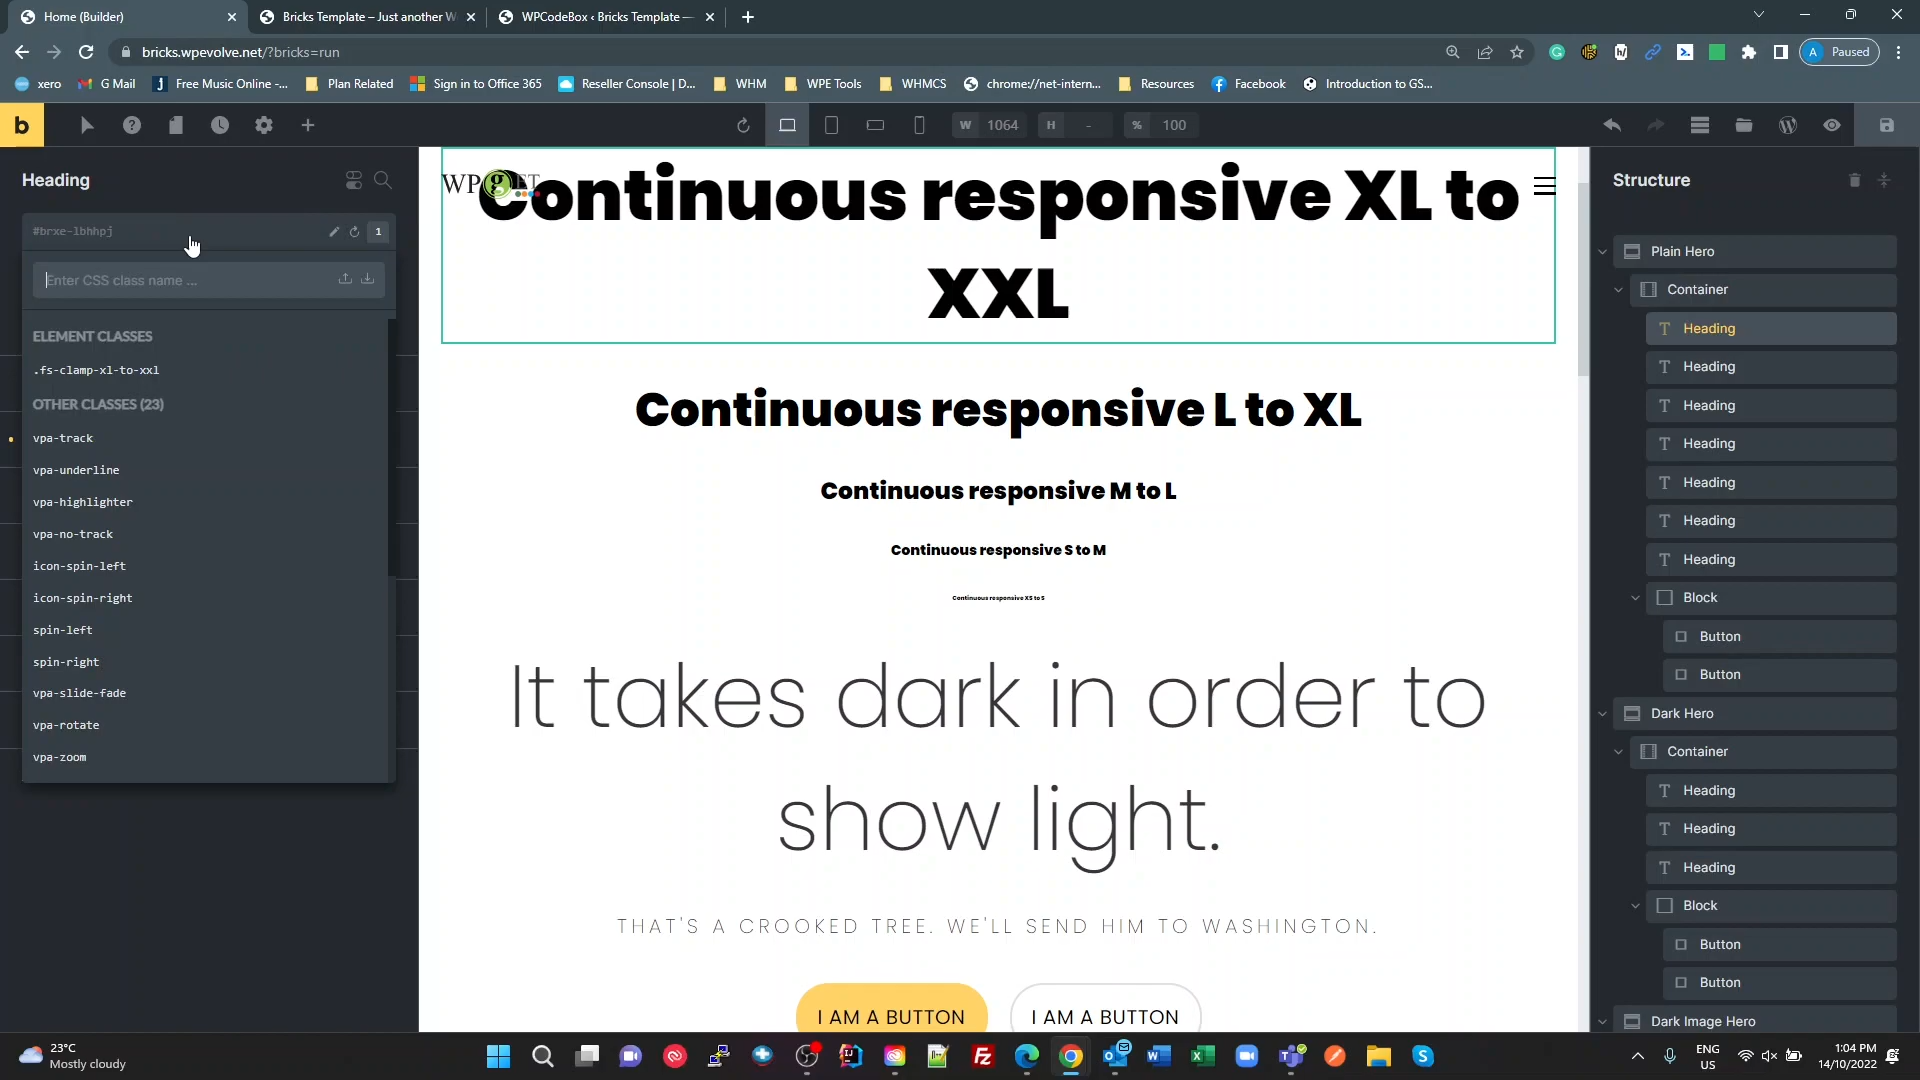 Home (Builder)
Bricks Template – Just another W
WPCodeBox ‹ Bricks Template —
bricks.wpevolve.net/?bricks=run
A Paused
xero
G Mail
Free Music Online -...
Plan Related
Sign in to Office 365
Reseller Console | D...
WHM
WPE Tools
WHMCS
chrome://net-intern...
Resources
Facebook
Introduction to GS...
b
W 1064
H -
% 100
Heading
#brxe-lbhhpj
1
Enter CSS class name ...
ELEMENT CLASSES
.fs-clamp-xl-to-xxl
OTHER CLASSES (23)
vpa-track
vpa-underline
vpa-highlighter
vpa-no-track
icon-spin-left
icon-spin-right
spin-left
spin-right
vpa-slide-fade
vpa-rotate
vpa-zoom
Continuous responsive XL to
XXL
Continuous responsive L to XL
Continuous responsive M to L
Continuous responsive S to M
Continuous responsive XS to S
It takes dark in order to
show light.
THAT'S A CROOKED TREE. WE'LL SEND HIM TO WASHINGTON.
I AM A BUTTON
I AM A BUTTON
Structure
Plain Hero
Container
Heading
Heading
Heading
Heading
Heading
Heading
Heading
Block
Button
Button
Dark Hero
Container
Heading
Heading
Heading
Block
Button
Button
Dark Image Hero
23°C
Mostly cloudy
ENG
US
1:04 PM
14/10/2022